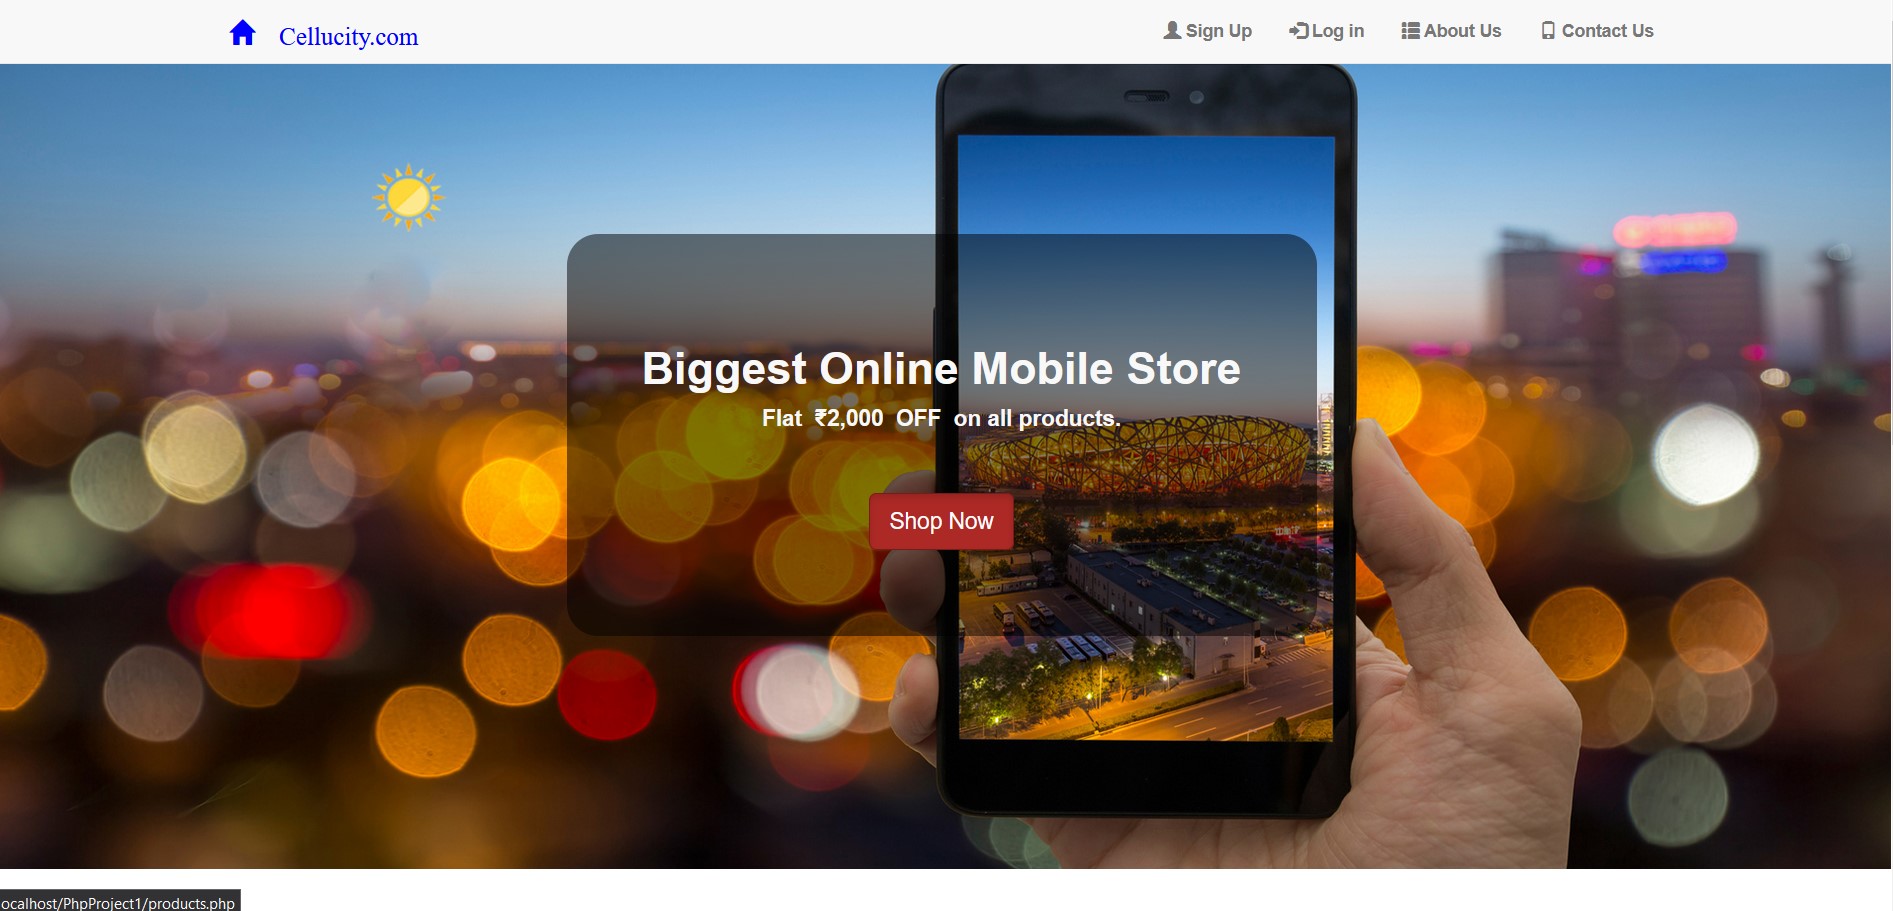 Cellucity.com
Sign Up
Log in
About Us
Contact Us
Biggest Online Mobile Store
Flat ₹2,000 OFF on all products.
Shop Now
ocalhost/PhpProject1/products.php